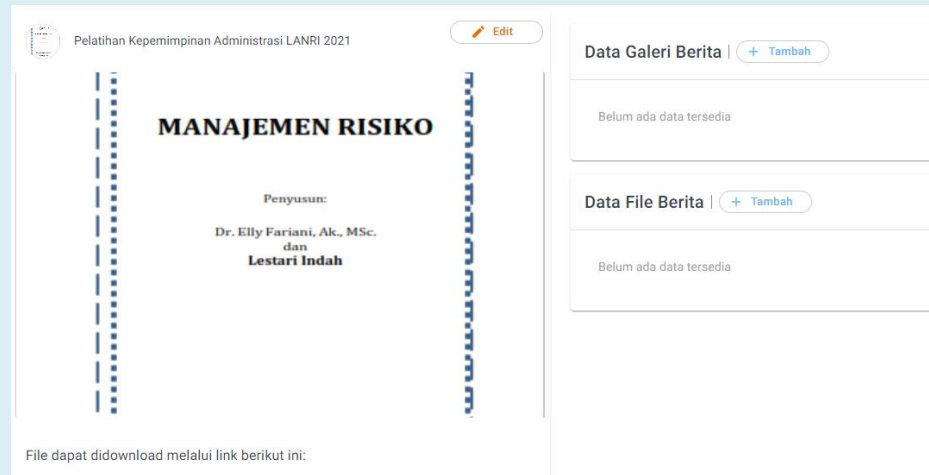 Pelatihan Kepemimpinan Administrasi LANRI 2021
Edit
MANAJEMEN RISIKO
Penyusun:
Dr. Elly Fariani, Ak., MSc.
dan
Lestari Indah
File dapat didownload melalui link berikut ini:
Data Galeri Berita | + Tambah
Belum ada data tersedia
Data File Berita | + Tambah
Belum ada data tersedia